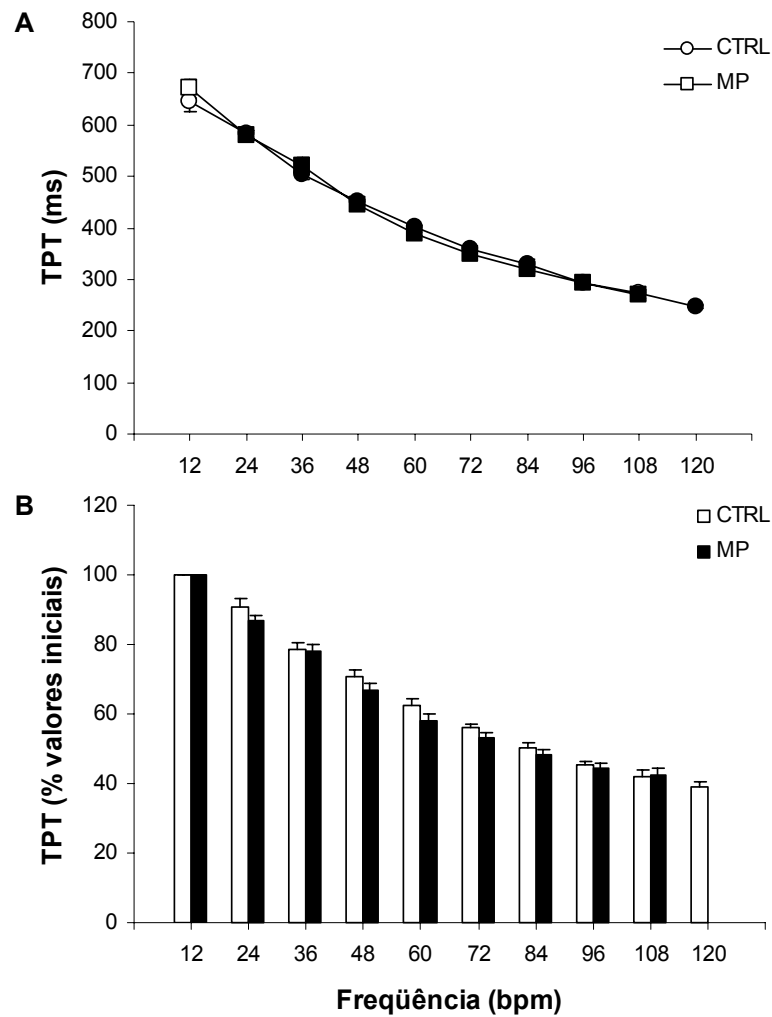 A
TPT (ms)
800
700
600
500
400
300
200
100
0
CTRL
MP
12 24 36 48 60 72 84 96 108 120
B
TPT (% valores iniciais)
120
100
80
60
40
20
0
CTRL
MP
12 24 36 48 60 72 84 96 108 120
Freqüência (bpm)